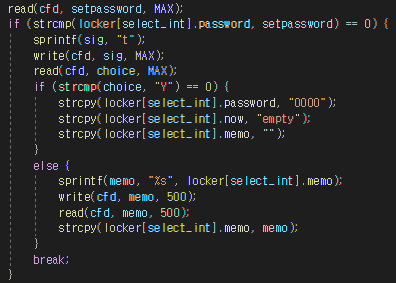 read(cfd, setpassword, MAX);
if (strcmp(locker[select_int].password, setpassword) == 0) {
sprintf(sig, "t");
write(cfd, sig, MAX);
read(cfd, choice, MAX);
if (strcmp(choice, "Y") == 0) {
strcpy(locker[select_int].password, "0000");
strcpy(locker[select_int].now, "empty");
strcpy(locker[select_int].memo, "");
}
else {
sprintf(memo, "%s", locker[select_int].memo);
write(cfd, memo, 500);
read(cfd, memo, 500);
strcpy(locker[select_int].memo, memo);
}
break;
}